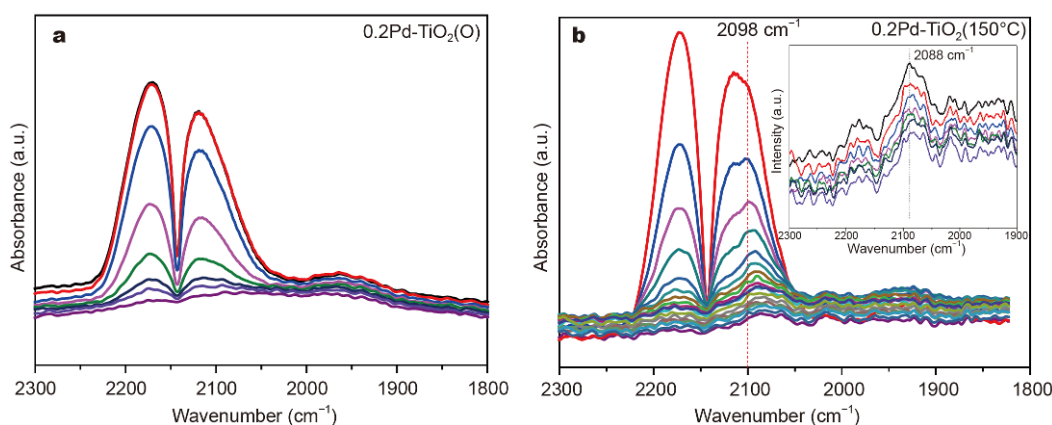 a
0.2Pd-TiO₂(O)
Absorbance (a.u.)
2300 2200 2100 2000 1900 1800
Wavenumber (cm⁻¹)
b
2098 cm⁻¹
0.2Pd-TiO₂(150°C)
2088 cm⁻¹
Intensity (a.u.)
2300 2200 2100 2000 1900
Wavenumber (cm⁻¹)
Absorbance (a.u.)
2300 2200 2100 2000 1900 1800
Wavenumber (cm⁻¹)